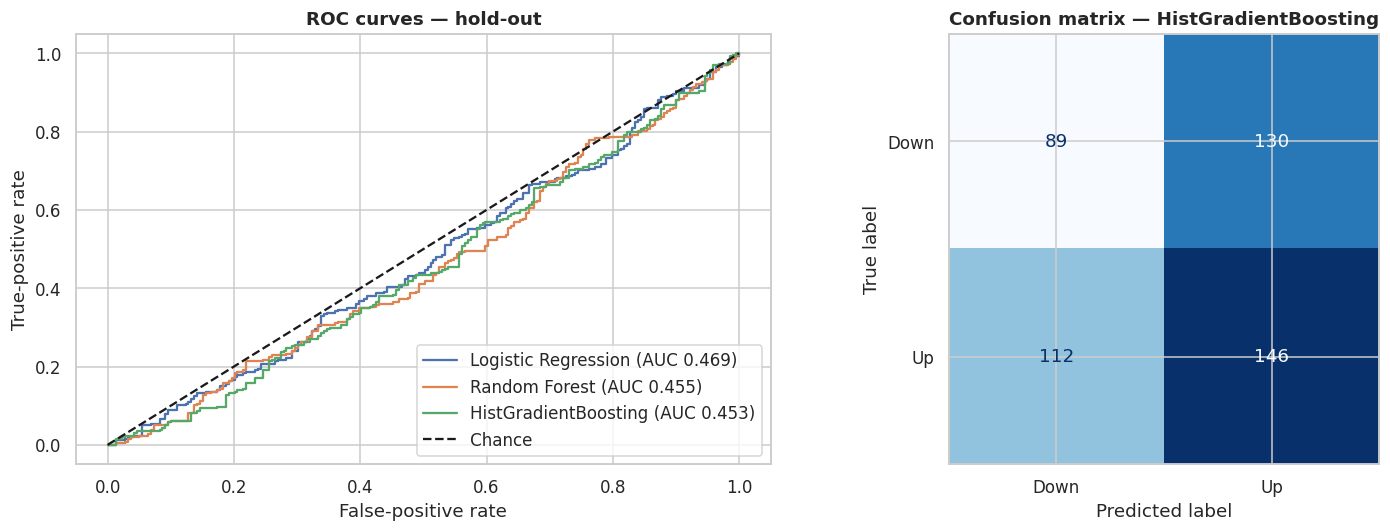 ROC curves — hold-out
True-positive rate
1.0
0.8
0.6
0.4
0.2
0.0
0.0 0.2 0.4 0.6 0.8 1.0
False-positive rate
Logistic Regression (AUC 0.469)
Random Forest (AUC 0.455)
HistGradientBoosting (AUC 0.453)
Chance
Confusion matrix — HistGradientBoosting
True label
Down
89 130
Up
112 146
Down Up
Predicted label